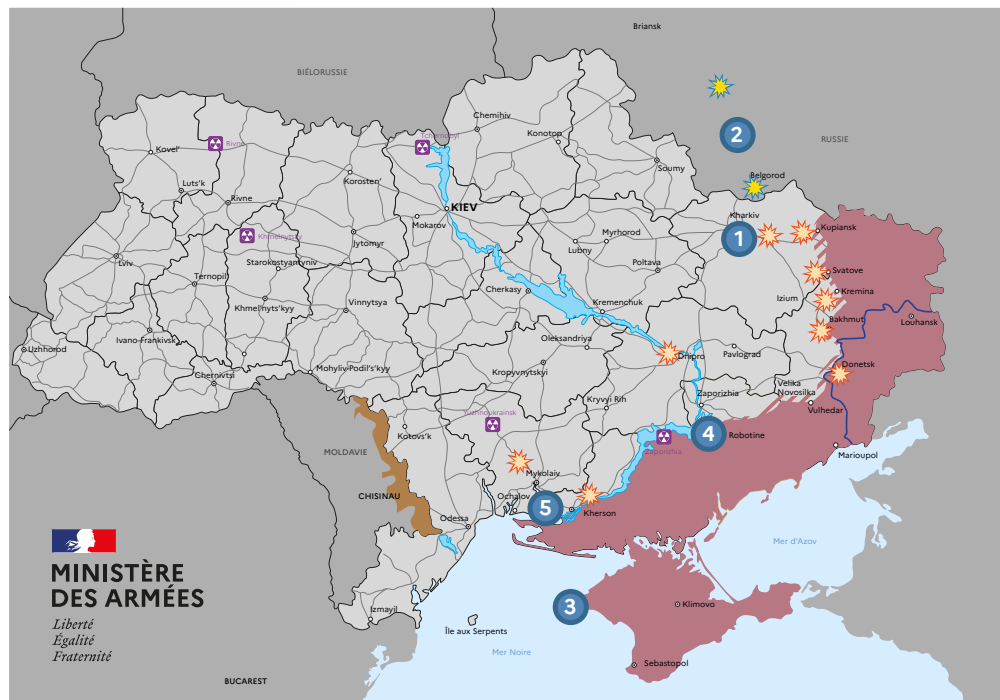 Briansk
BIÉLORUSSIE
2
RUSSIE
Chernihiv
Tchernobyl
Konotop
Kovel'
Rivne
Soumy
Belgorod
Korosten'
Luts'k
Rivne
KIEV
Kharkiv
Mokarov
1
Kupiansk
Khmelnytsky
Jytomyr
Myrhorod
Lubny
Lviv
Starokostyantyniv
Poltava
Ternopil
Svatove
Cherkasy
Izium
Kremina
Khmel'nyts'kyy
Vinnytsya
Kremenchuk
Bakhmut
Louhansk
Ivano-Frankivsk
Oleksandriya
Uzhhorod
Dnipro
Pavlograd
Donetsk
Chernivtsi
Mohyliv-Podil's'kyy
Kropyvnytskyi
Velika
Novosilka
Zaporizhia
Kryvyi Rih
Vulhedar
Yuzhnoukrainsk
4
Robotine
Kotovs'k
Zaporizhia
Marioupol
MOLDAVIE
Mykolaiv
CHISINAU
Ochalov
5
Kherson
Odessa
Mer d'Azov
MINISTÈRE
DES ARMÉES
Liberté
Égalité
Fraternité
3
Klimovo
Izmayil
Île aux Serpents
Mer Noire
Sebastopol
BUCAREST